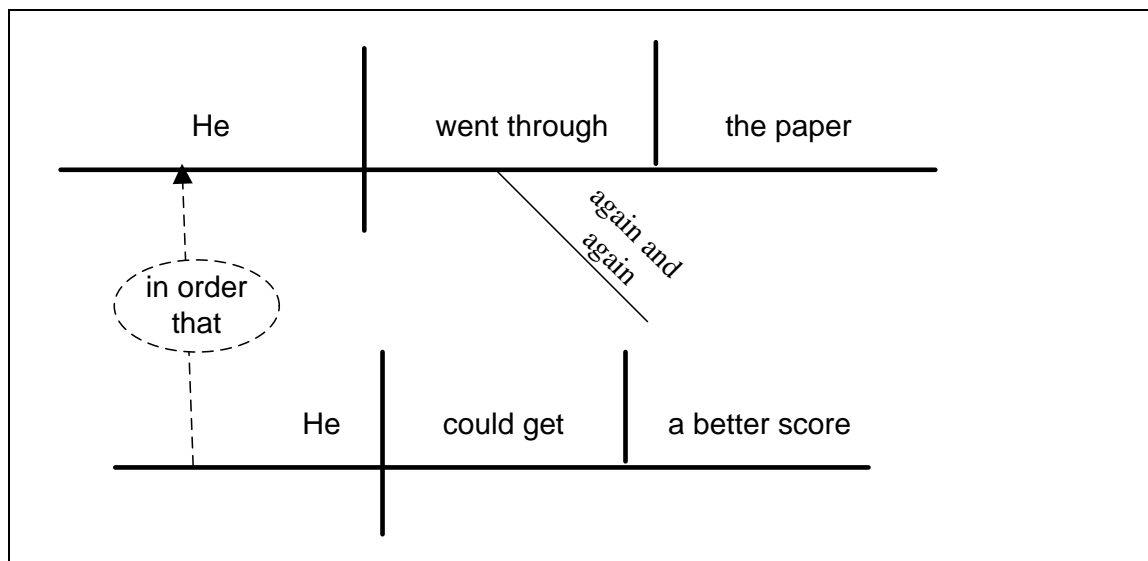 He went through the paper
again and
again
in order
that
He could get a better score